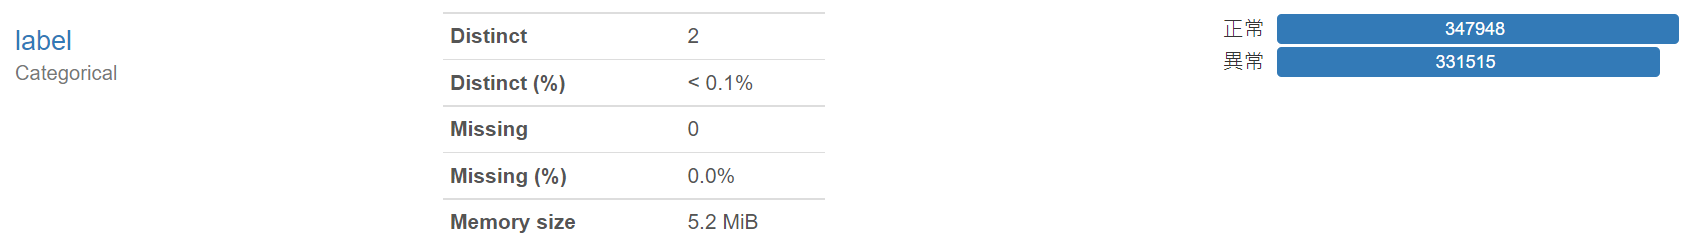 label
Categorical
Distinct 2
Distinct (%) < 0.1%
Missing 0
Missing (%) 0.0%
Memory size 5.2 MiB
正常 347948
異常 331515